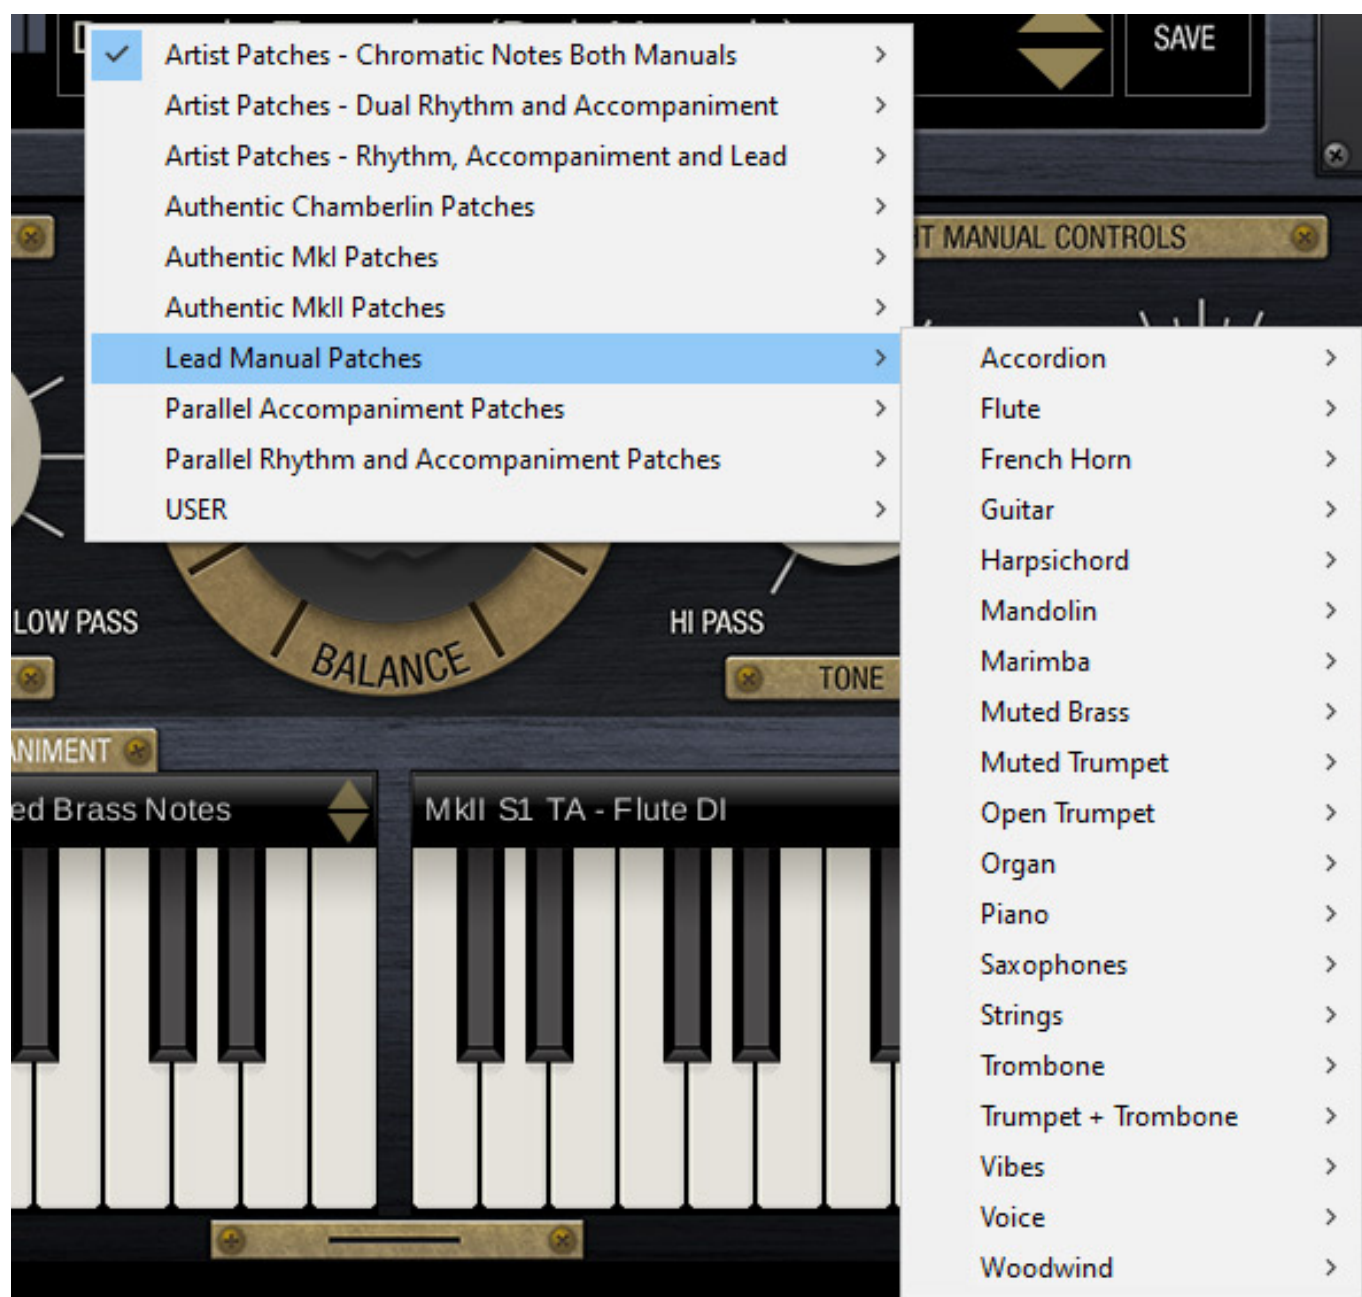 SAVE
Artist Patches - Chromatic Notes Both Manuals
Artist Patches - Dual Rhythm and Accompaniment
Artist Patches - Rhythm, Accompaniment and Lead
Authentic Chamberlin Patches
Authentic MkI Patches
Authentic MkII Patches
Lead Manual Patches
Parallel Accompaniment Patches
Parallel Rhythm and Accompaniment Patches
USER
MANUAL CONTROLS
Accordion
Flute
French Horn
Guitar
Harpsichord
Mandolin
Marimba
Muted Brass
Muted Trumpet
Open Trumpet
Organ
Piano
Saxophones
Strings
Trombone
Trumpet + Trombone
Vibes
Voice
Woodwind
LOW PASS
BALANCE
HI PASS
TONE
Brass Notes
MkII S1 TA - Flute DI